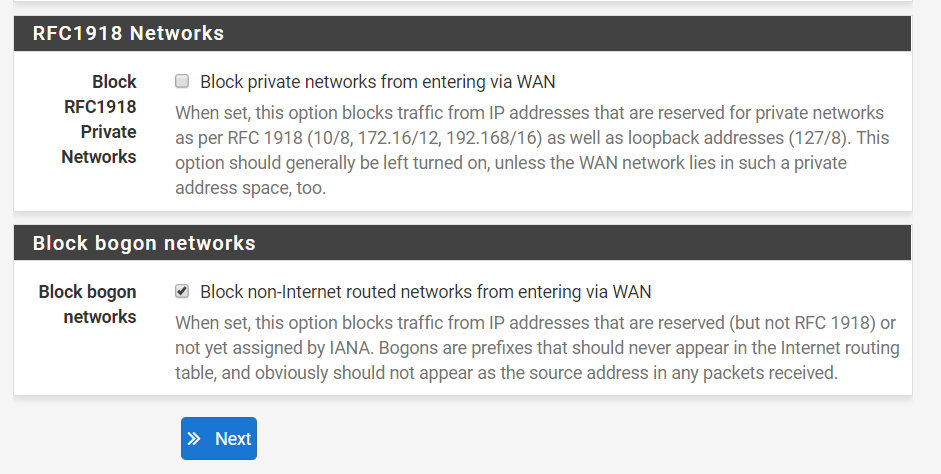 RFC1918 Networks
Block
RFC1918
Private
Networks
Block private networks from entering via WAN
When set, this option blocks traffic from IP addresses that are reserved for private networks
as per RFC 1918 (10/8, 172.16/12, 192.168/16) as well as loopback addresses (127/8). This
option should generally be left turned on, unless the WAN network lies in such a private
address space, too.
Block bogon networks
Block bogon
networks
Block non-Internet routed networks from entering via WAN
When set, this option blocks traffic from IP addresses that are reserved (but not RFC 1918) or
not yet assigned by IANA. Bogons are prefixes that should never appear in the Internet routing
table, and obviously should not appear as the source address in any packets received.
Next